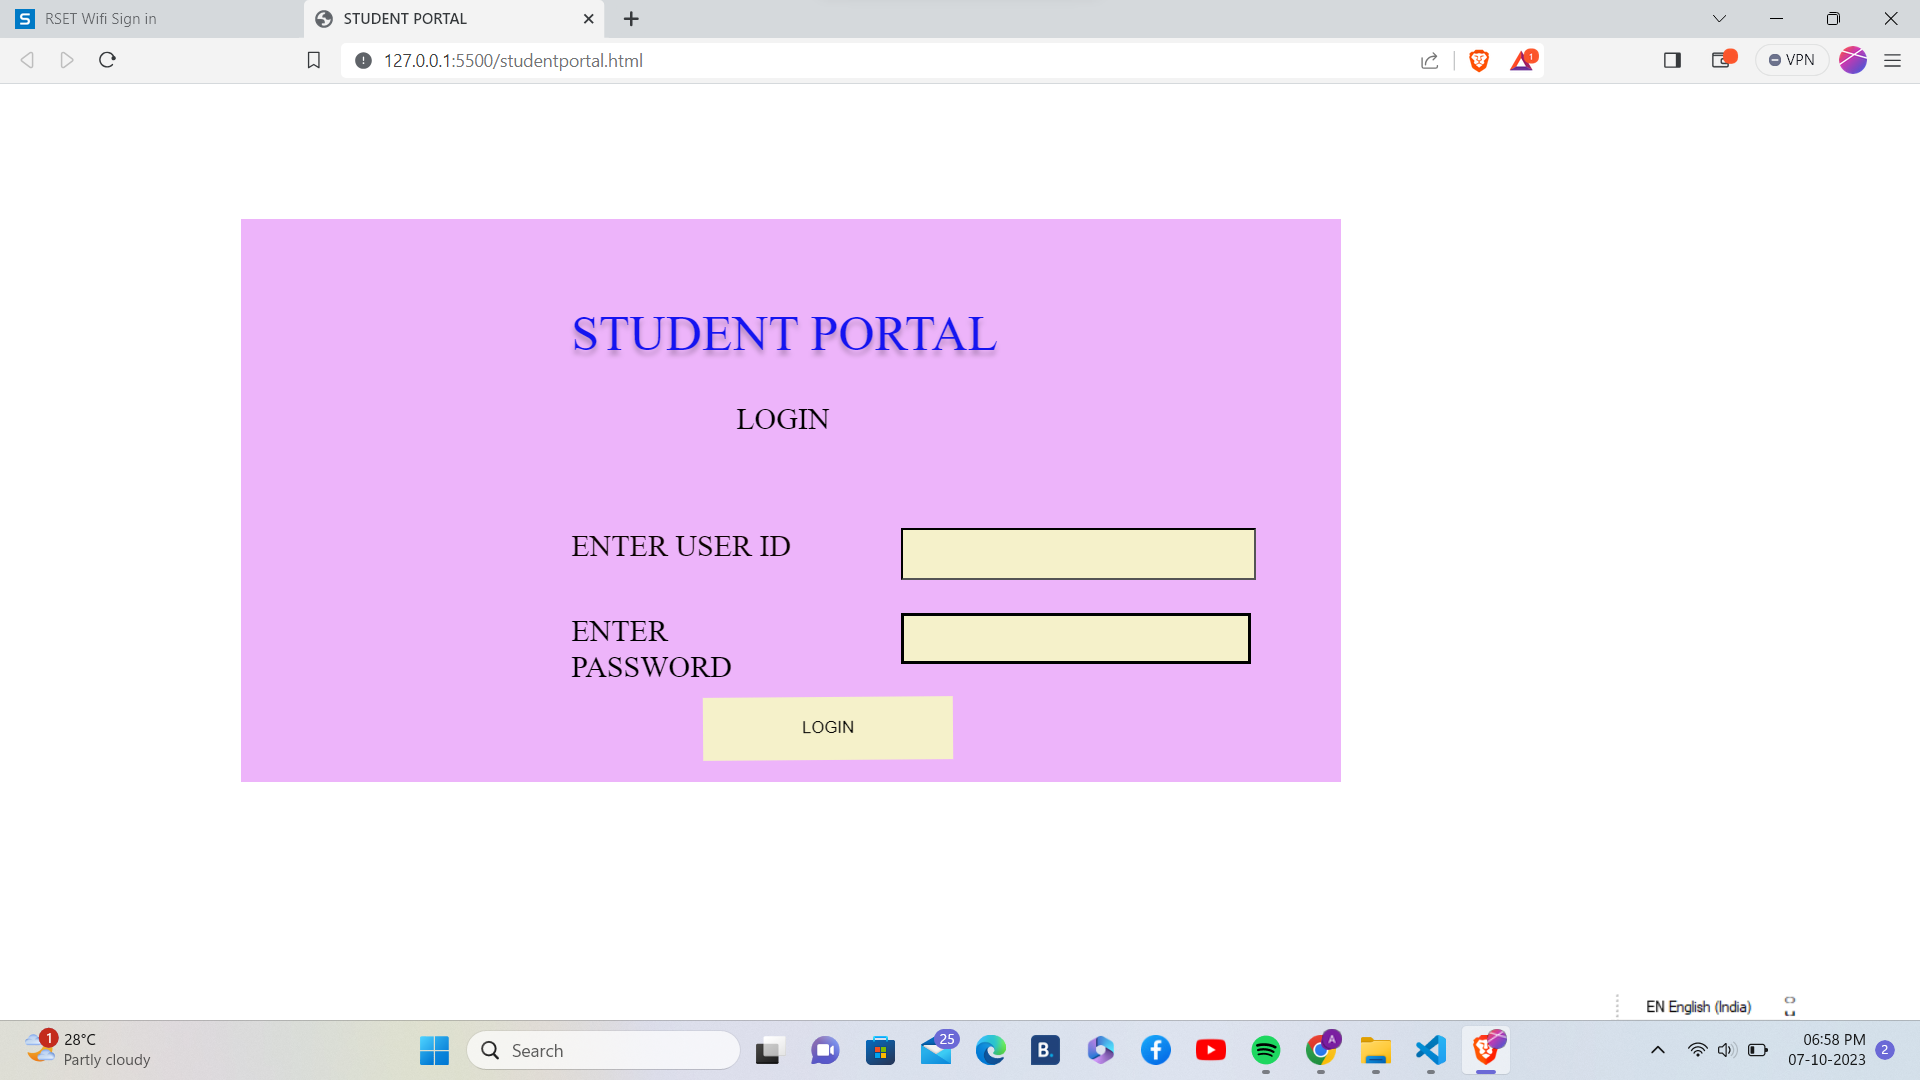 RSET Wifi Sign in
STUDENT PORTAL
127.0.0.1:5500/studentportal.html
1
VPN
STUDENT PORTAL
LOGIN
ENTER USER ID
ENTER
PASSWORD
LOGIN
EN English (India)
1
28°C
Partly cloudy
Search
25
B.
A
06:58 PM
07-10-2023
2